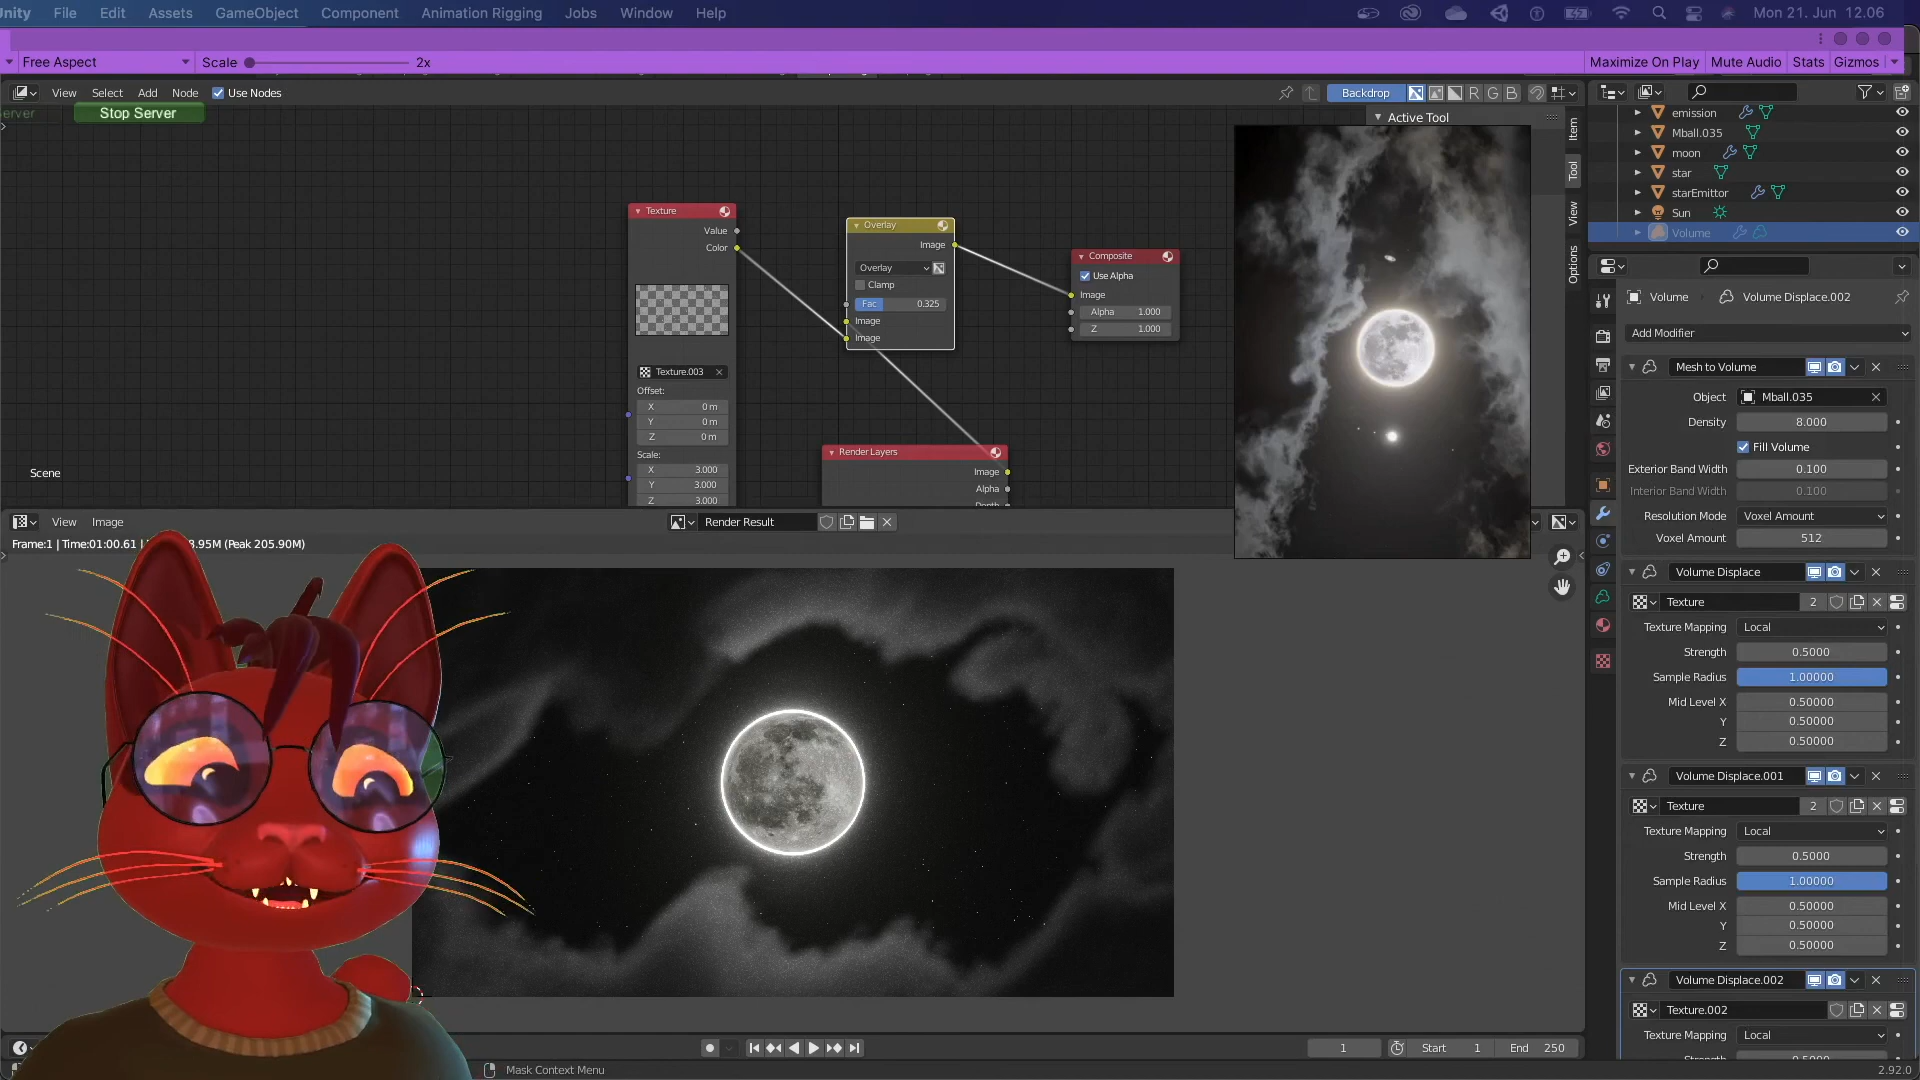 Unity File Edit Assets GameObject Component Animation Rigging Jobs Window Help Mon 21. Jun 12.06
Free Aspect Scale 2x Maximize On Play Mute Audio Stats Gizmos
View Select Add Node Use Nodes Backdrop R G B
Server Stop Server
Active Tool
Item
Tool
View
Options
Texture
Value
Color
Texture.003
Offset:
X 0 m
Y 0 m
Z 0 m
Scale:
X 3.000
Y 3.000
Z 3.000
Overlay
Image
Overlay
Clamp
Fac 0.325
Image
Image
Composite
Use Alpha
Image
Alpha 1.000
Z 1.000
Render Layers
Image
Alpha
Depth
Scene
emission
Mball.035
moon
star
starEmittor
Sun
Volume
Volume Volume Displace.002
Add Modifier
Mesh to Volume
Object Mball.035
Density 8.000
Fill Volume
Exterior Band Width 0.100
Interior Band Width 0.100
Resolution Mode Voxel Amount
Voxel Amount 512
Volume Displace
Texture 2
Texture Mapping Local
Strength 0.5000
Sample Radius 1.00000
Mid Level X 0.50000
Y 0.50000
Z 0.50000
Volume Displace.001
Texture 2
Texture Mapping Local
Strength 0.5000
Sample Radius 1.00000
Mid Level X 0.50000
Y 0.50000
Z 0.50000
Volume Displace.002
Texture.002
Texture Mapping Local
Strength 0.5000
View Image Render Result
Frame:1 | Time:01:00.61 | 8.95M (Peak 205.90M)
1 Start 1 End 250
Mask Context Menu 2.92.0